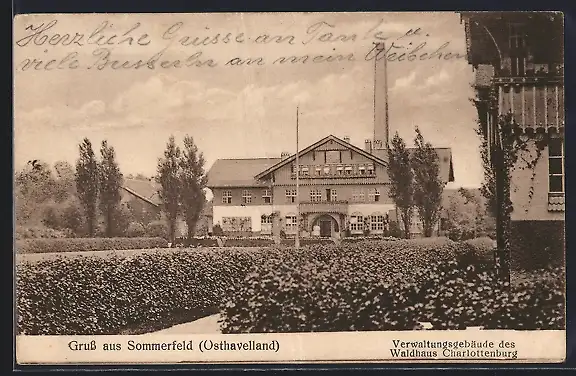 Herzliche Grüsse an Tante u.
viele Busserln an mein Weibchen
Gruß aus Sommerfeld (Osthavelland)
Verwaltungsgebäude des
Waldhaus Charlottenburg